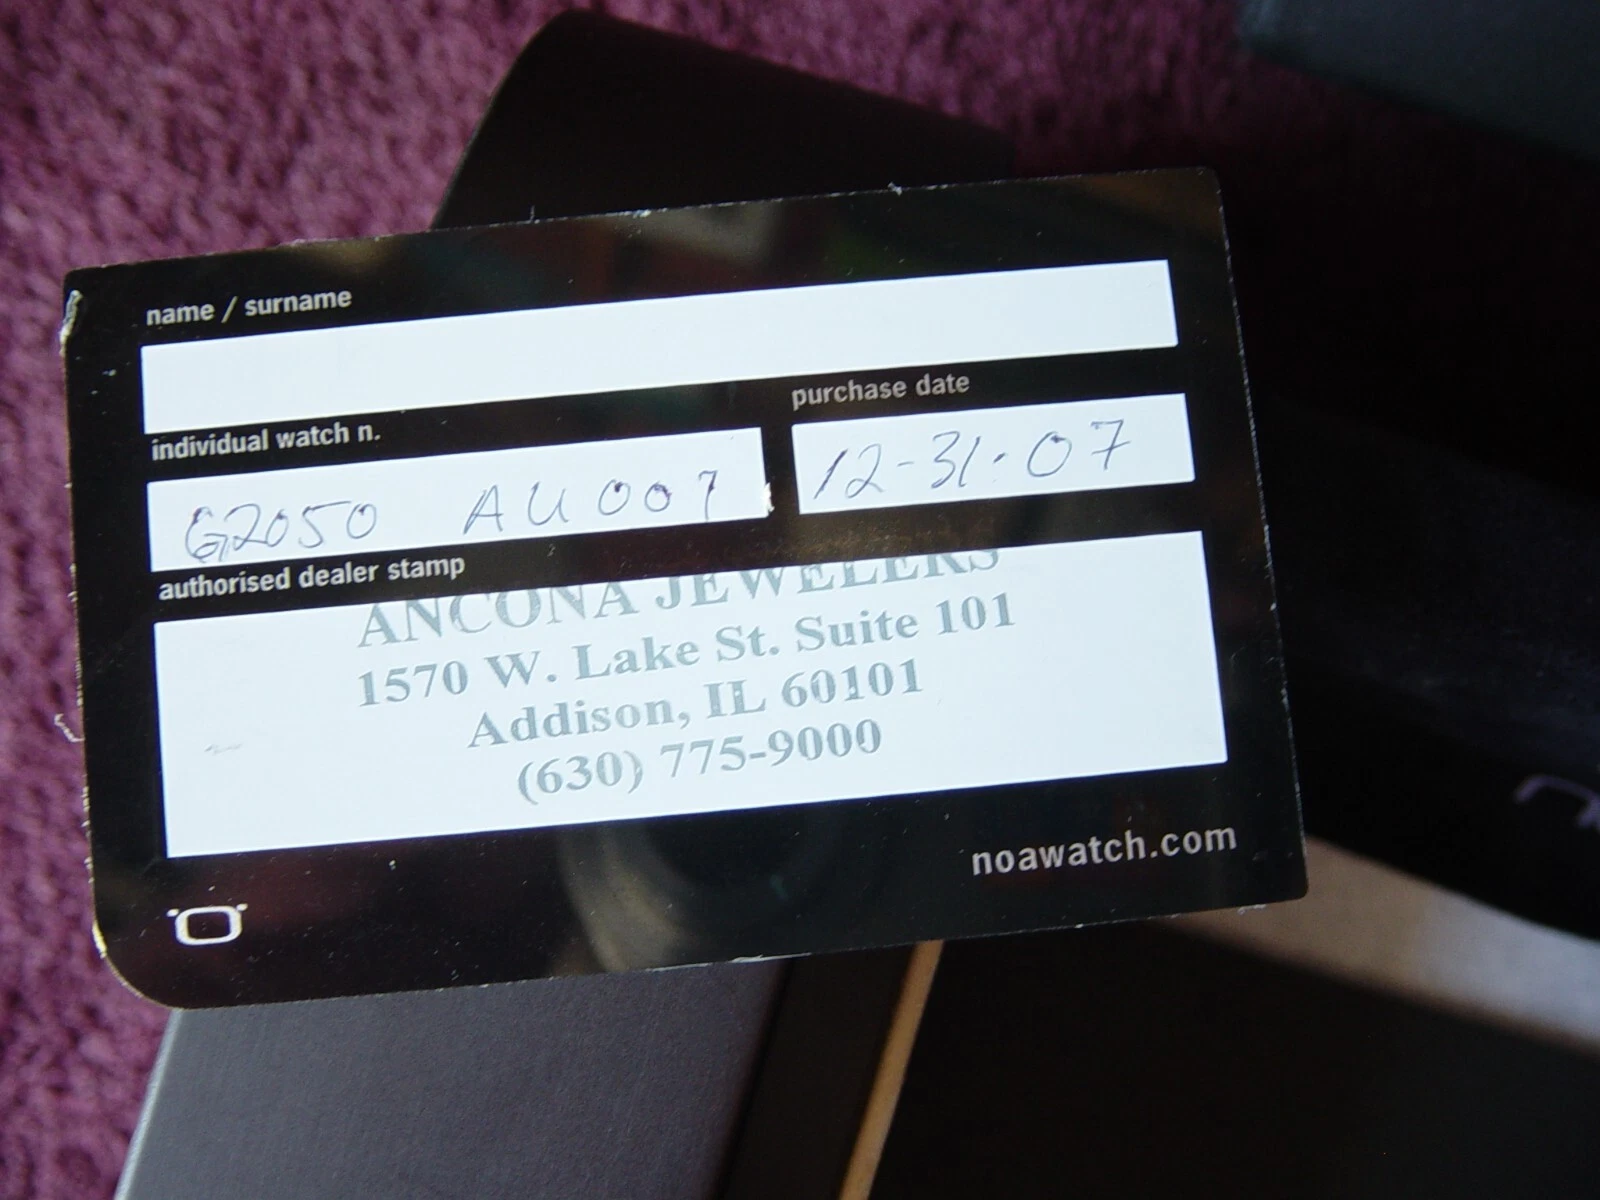 name / surname
individual watch n.
purchase date
G2050 AU007
12-31-07
authorised dealer stamp
ANCONA JEWELERS
1570 W. Lake St. Suite 101
Addison, IL 60101
(630) 775-9000
noawatch.com